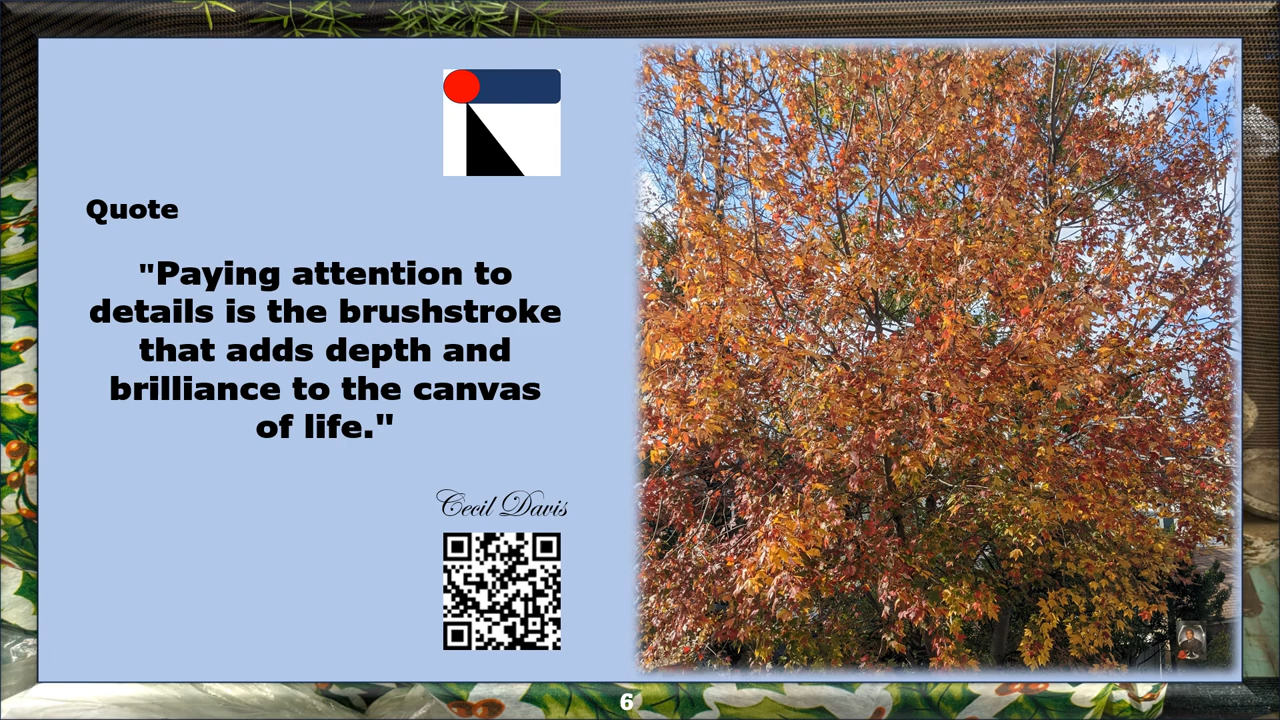 Quote
"Paying attention to
details is the brushstroke
that adds depth and
brilliance to the canvas
of life."
Cecil Davis
6